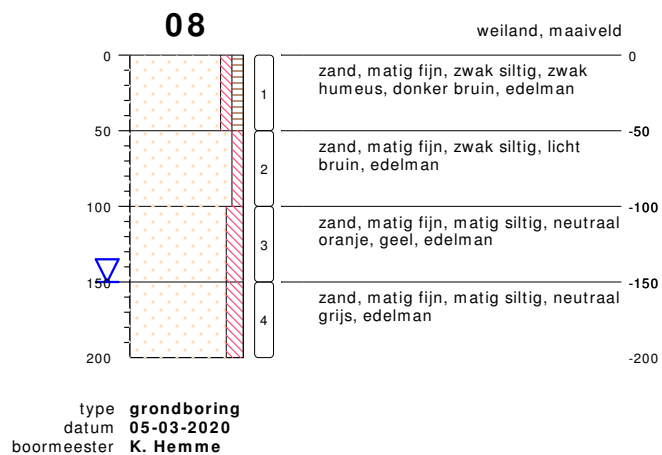 08
weiland, maaiveld
0
0
zand, matig fijn, zwak siltig, zwak
humeus, donker bruin, edelman
1
50
-50
zand, matig fijn, zwak siltig, licht
bruin, edelman
2
100
-100
zand, matig fijn, matig siltig, neutraal
oranje, geel, edelman
3
150
-150
zand, matig fijn, matig siltig, neutraal
grijs, edelman
4
200
-200
type grondboring
datum 05-03-2020
boormeester K. Hemme